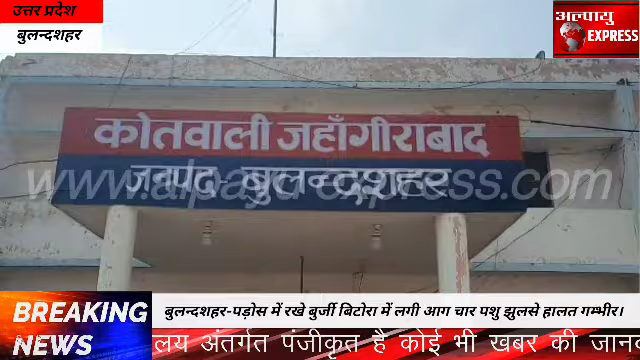 उत्तर प्रदेश
बुलन्दशहर
अल्पायु
EXPRESS
कोतवाली जहाँगीराबाद
जनपद- बुलन्दशहर
www.alpayuexpress.com
बुलन्दशहर-पड़ोस में रखे बुर्जी बिटोरा में लगी आग चार पशु झुलसे हालत गम्भीर।
BREAKING
NEWS
लय अंतर्गत पंजीकृत है कोई भी खबर की जान